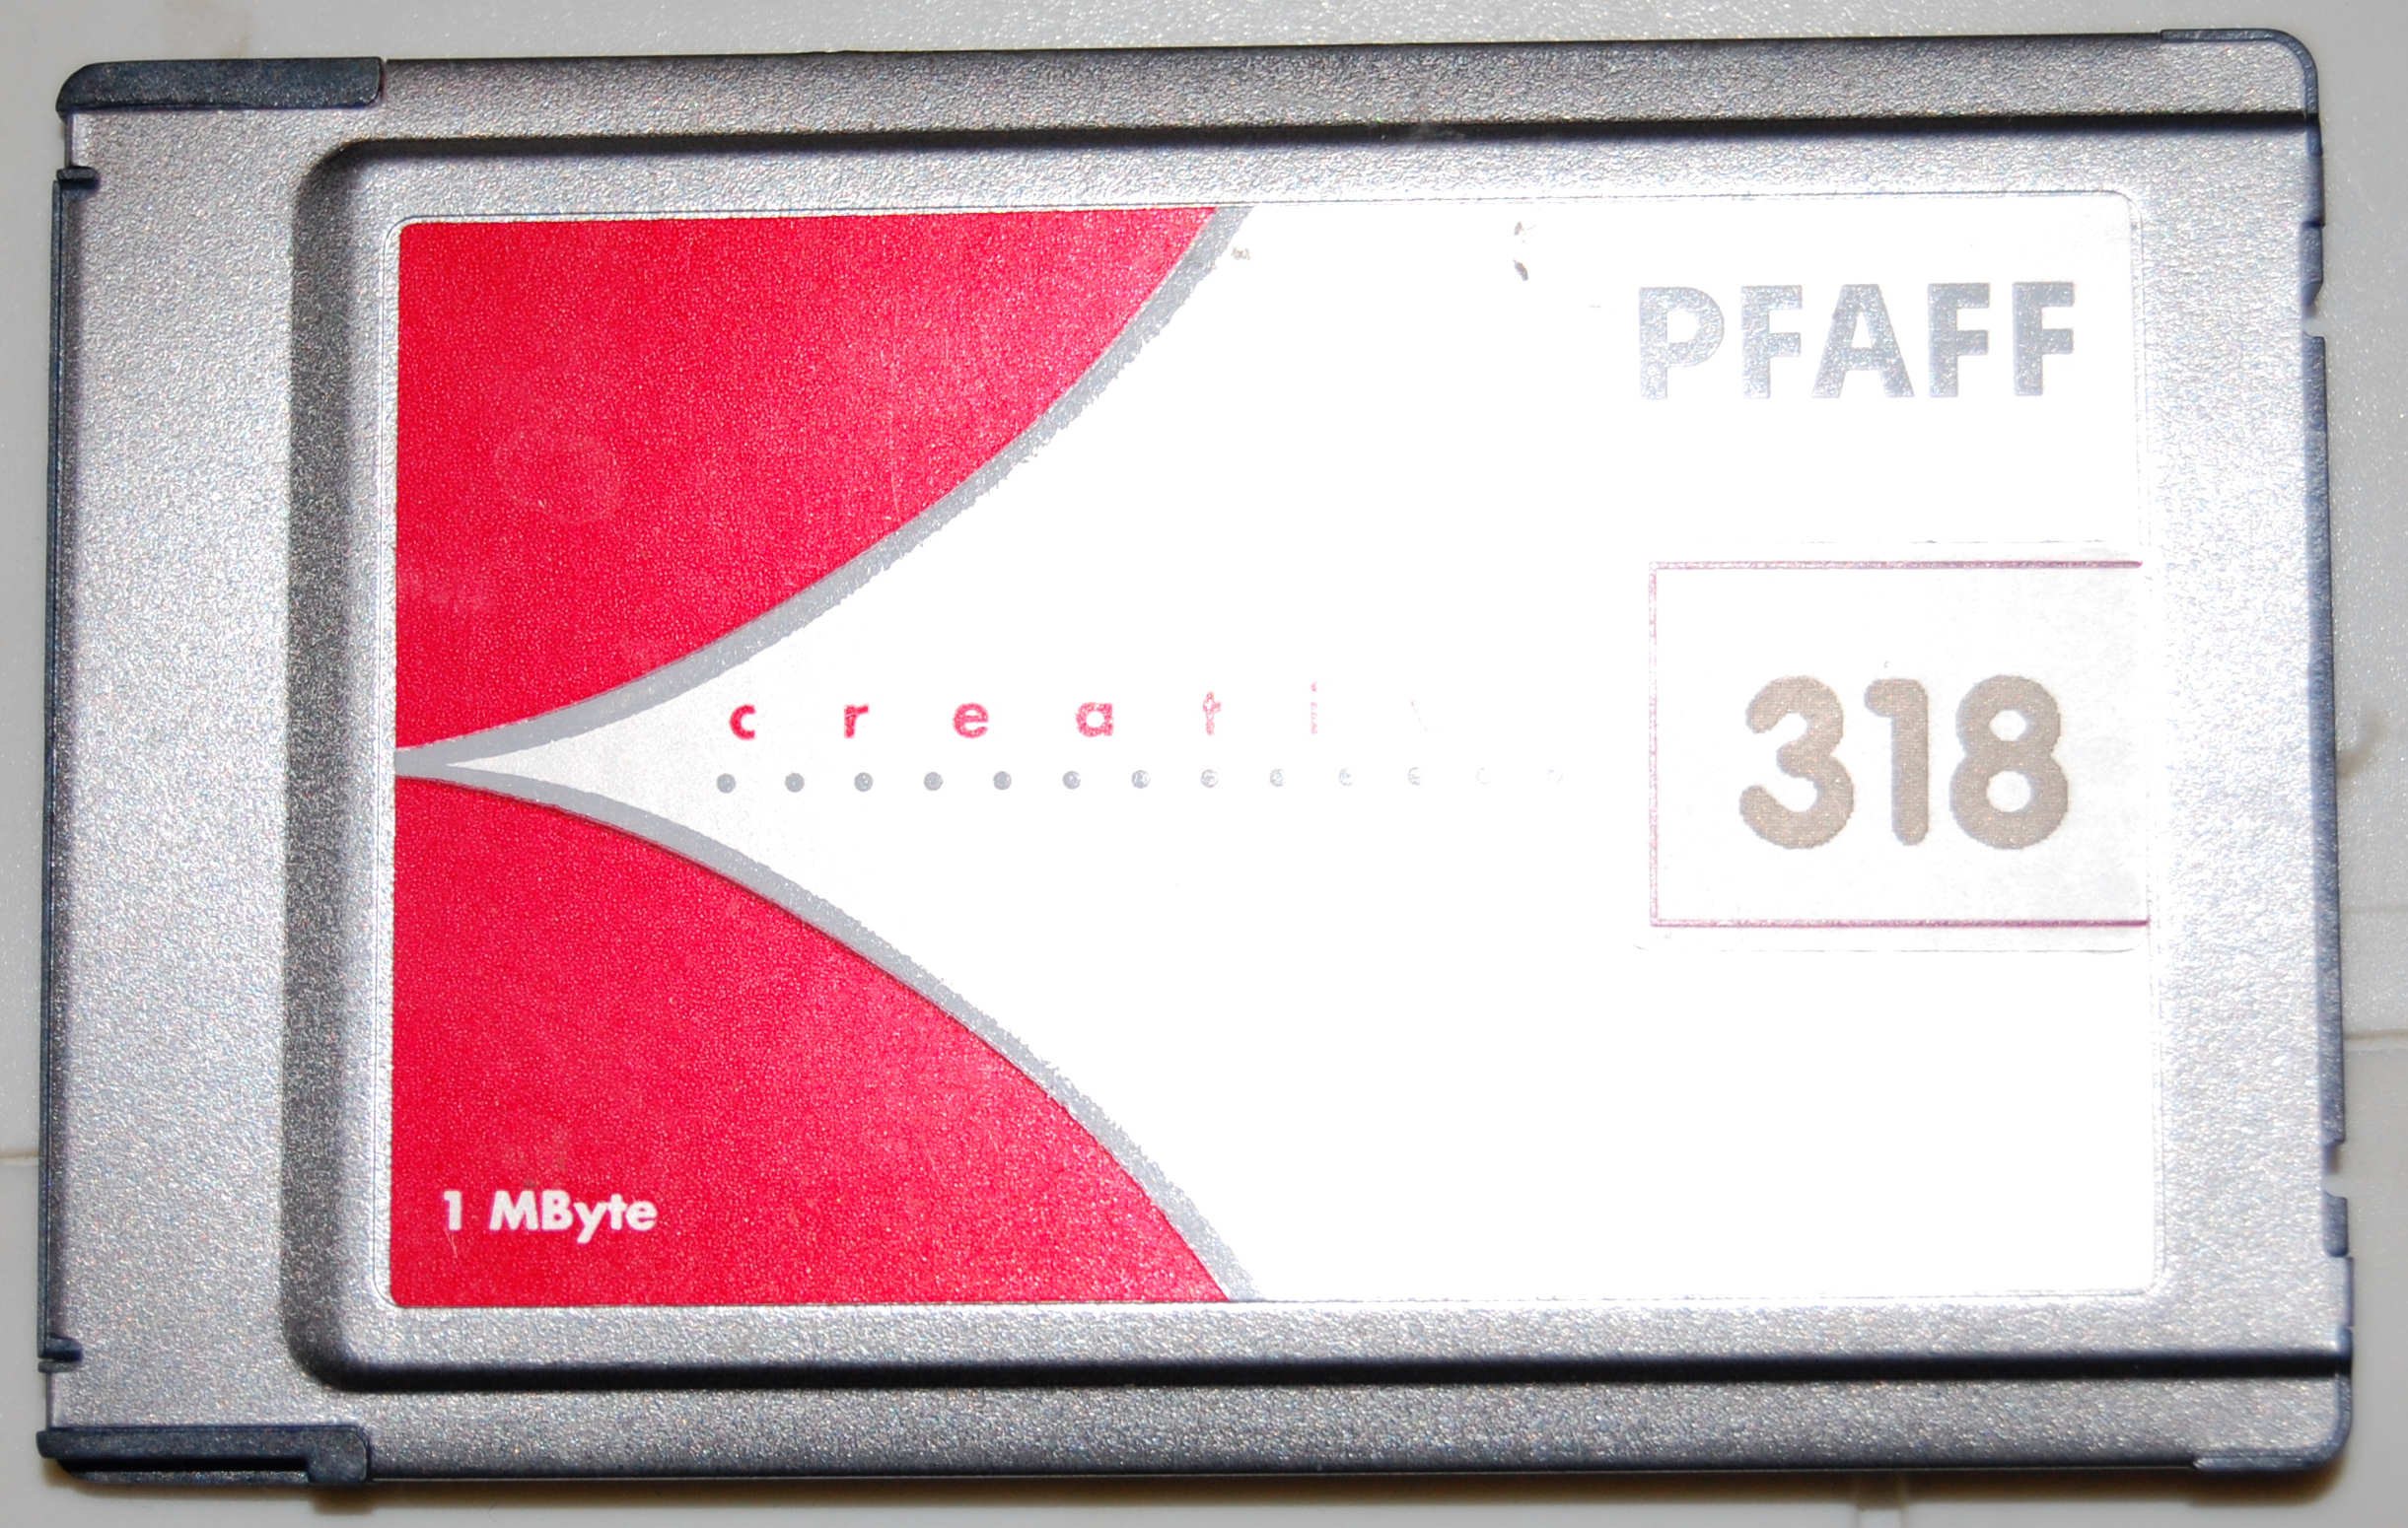 PFAFF
creati
318
1 MByte